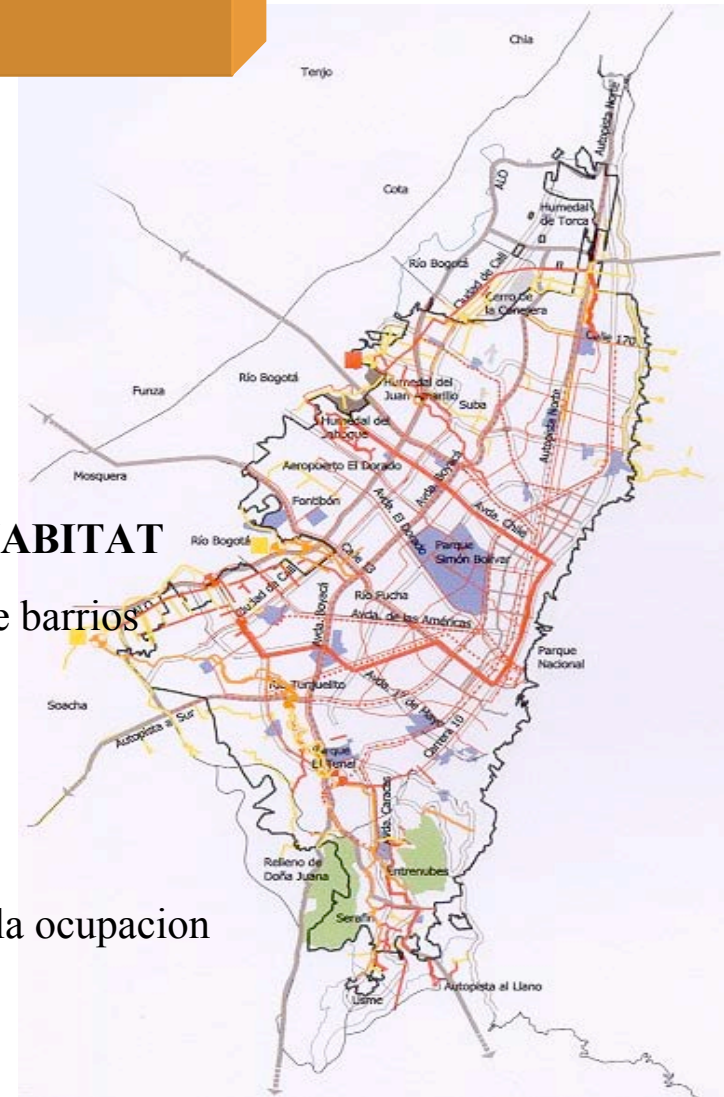 Chia
Tenjo
Autopista Norte
Cota
ALO
Humedal
de Torca
Río Bogotá
Ciudad de Cali
Cerro de
la Conejera
Calle 170
Funza
Río Bogotá
Humedal del
Juan Amarillo
Suba
Humedal del
Autopista Norte
Mosquera
Aeropuerto El Dorado
Avda. Boyacá
Avda. Chile
Fontibón
Avda. El Dorado
ABITAT
Río Bogotá
Calle 13
Parque
Simón Bolívar
e barrios
Ciudad de Cali
Avda. Boyacá
Río Fucha
Avda. de las Américas
Parque
Nacional
Soacha
Río Tunjuelito
Avda. 1º de Mayo
Autopista al Sur
Carrera 10
Parque
El Tunal
Avda. Caracas
Relleno de
Doña Juana
Entrenubes
la ocupacion
Serafin
Usme
Autopista al Llano